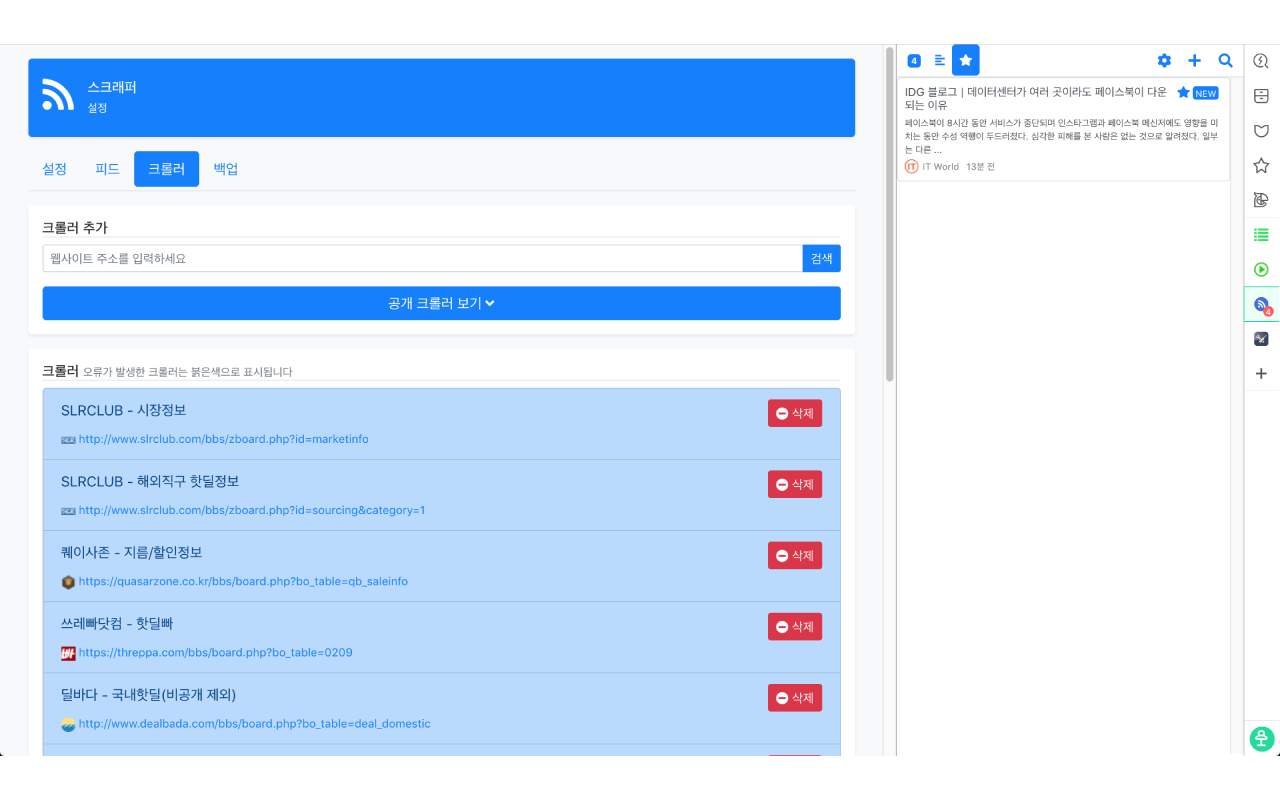 스크래퍼
설정
설정 피드 크롤러 백업
크롤러 추가
웹사이트 주소를 입력하세요 검색
공개 크롤러 보기
크롤러 오류가 발생한 크롤러는 붉은색으로 표시됩니다
SLRCLUB - 시장정보 삭제
http://www.slrclub.com/bbs/zboard.php?id=marketinfo
SLRCLUB - 해외직구 핫딜정보 삭제
http://www.slrclub.com/bbs/zboard.php?id=sourcing&category=1
퀘이사존 - 지름/할인정보 삭제
https://quasarzone.co.kr/bbs/board.php?bo_table=qb_saleinfo
쓰레빠닷컴 - 핫딜빠 삭제
https://threppa.com/bbs/board.php?bo_table=0209
딜바다 - 국내핫딜(비공개 제외) 삭제
http://www.dealbada.com/bbs/board.php?bo_table=deal_domestic
4
IDG 블로그 | 데이터센터가 여러 곳이라도 페이스북이 다운 NEW
되는 이유
페이스북이 8시간 동안 서비스가 중단되며 인스타그램과 페이스북 메신저에도 영향을 미
치는 동안 수성 역행이 두드러졌다. 심각한 피해를 본 사람은 없는 것으로 알려졌다. 일부
는 다른 ...
IT IT World · 13분 전
4